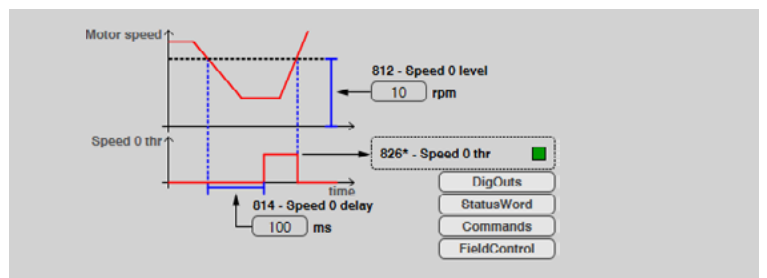 Motor speed
812 - Speed 0 level
10 rpm
Speed 0 thr
826* - Speed 0 thr
time
DigOuts
814 - Speed 0 delay
StatusWord
100 ms
Commands
FieldControl